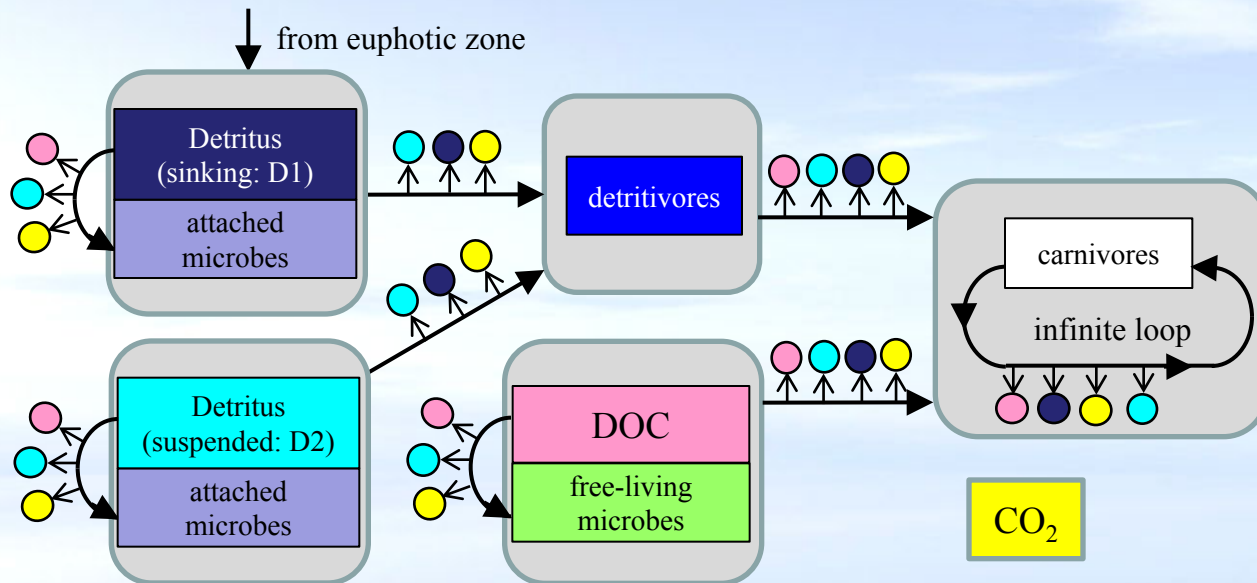 from euphotic zone
Detritus
(sinking: D1)
attached
microbes
detritivores
carnivores
infinite loop
Detritus
(suspended: D2)
attached
microbes
DOC
free-living
microbes
CO₂